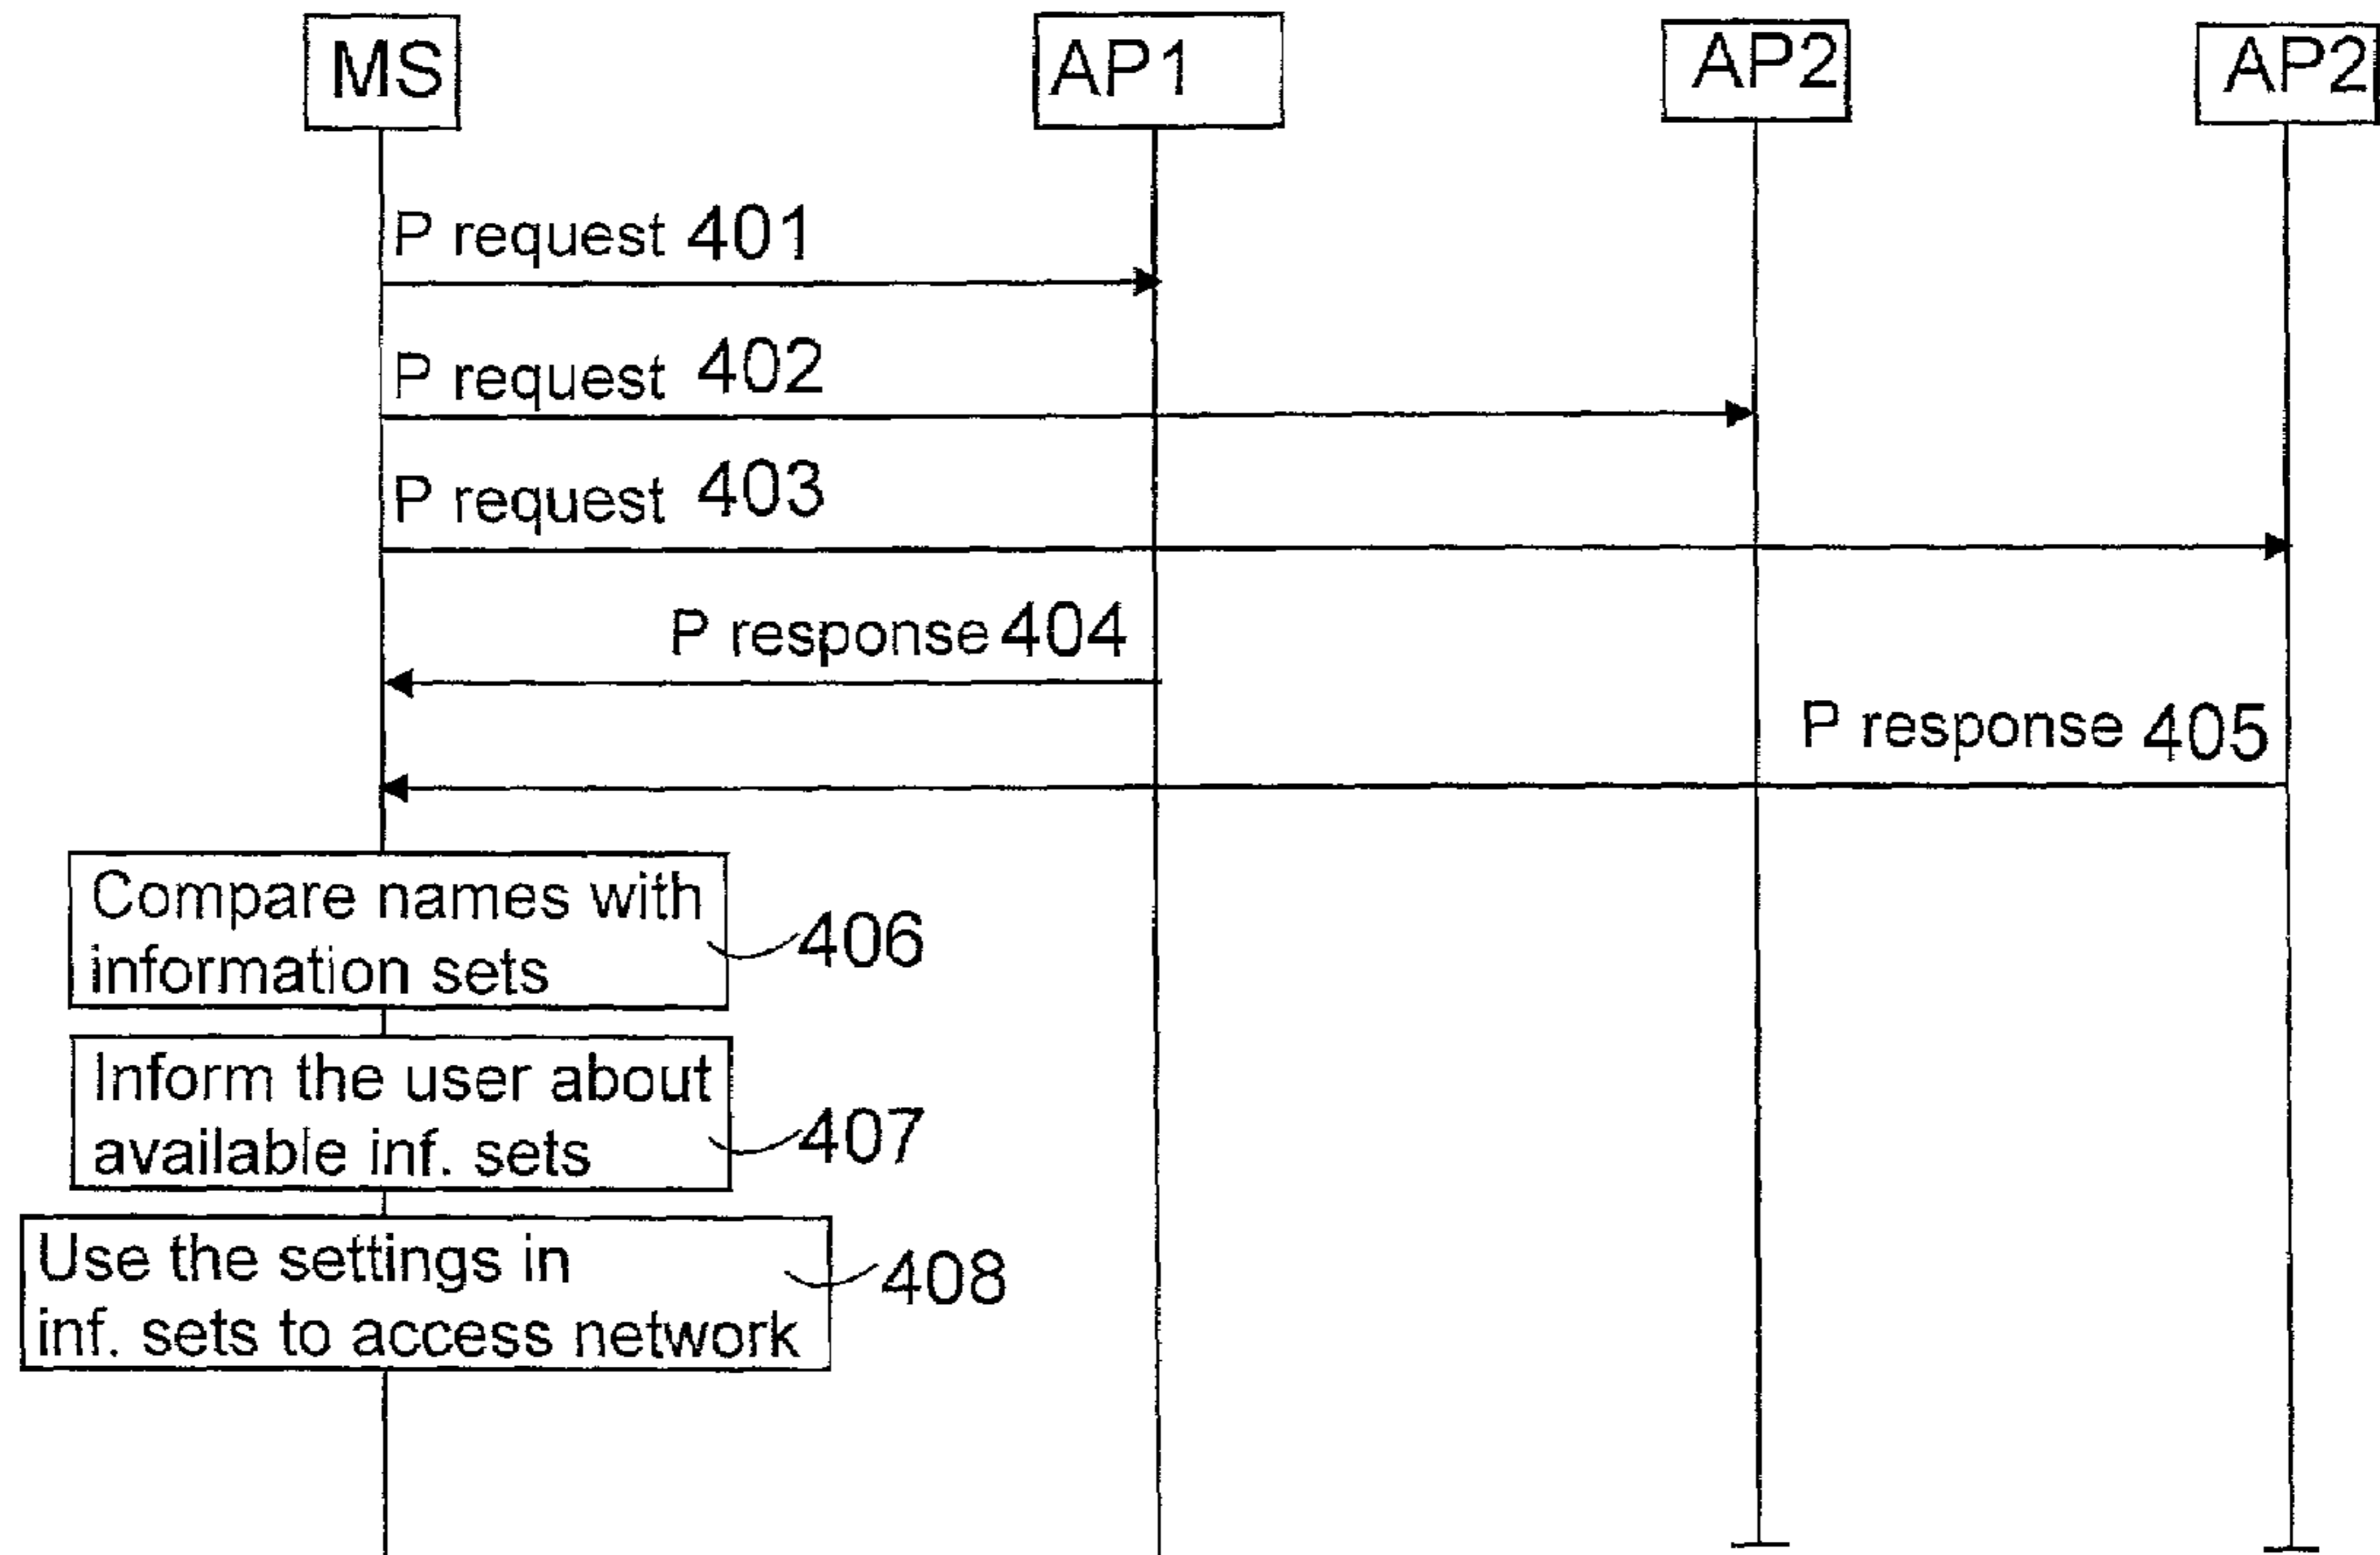 MS
AP1
AP2
AP2
P request 401
P request 402
P request 403
P response 404
P response 405
Compare names with
information sets
406
Inform the user about
available inf. sets
407
Use the settings in
inf. sets to access network
408